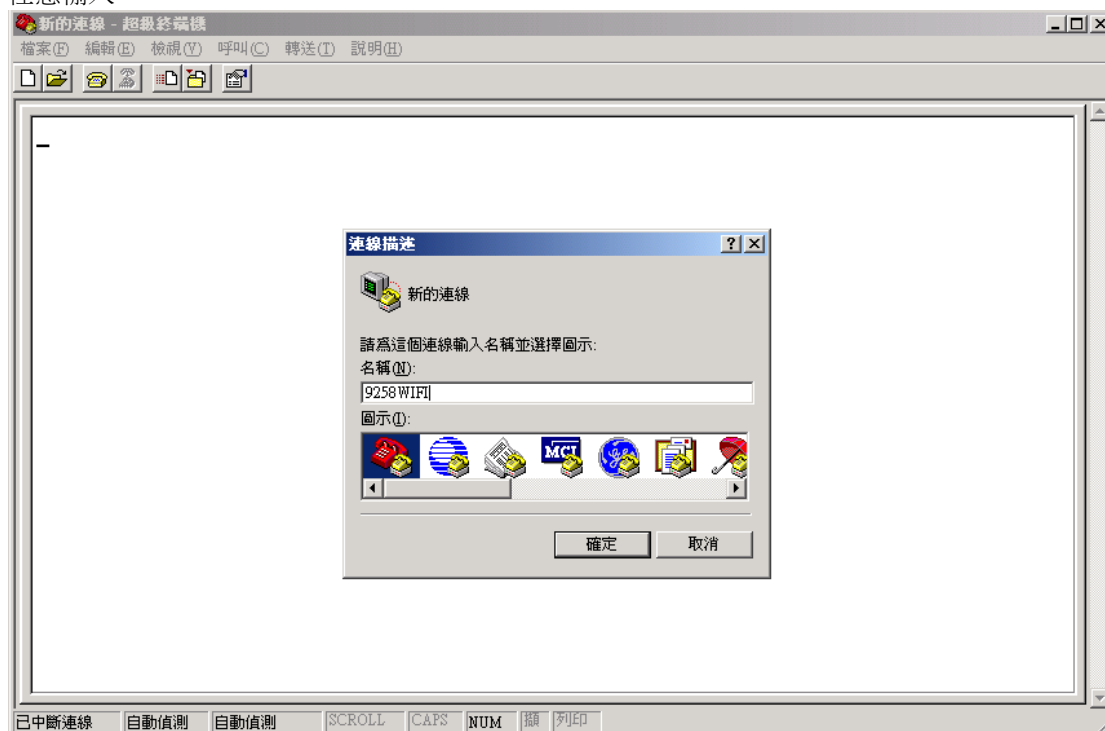 新的連線 - 超級終端機
檔案(F) 編輯(E) 檢視(V) 呼叫(C) 轉送(T) 說明(H)
連線描述
新的連線
請為這個連線輸入名稱並選擇圖示:
名稱(N):
9258WIFI
圖示(I):
MCI
確定 取消
已中斷連線 自動偵測 自動偵測 SCROLL CAPS NUM 擷 列印